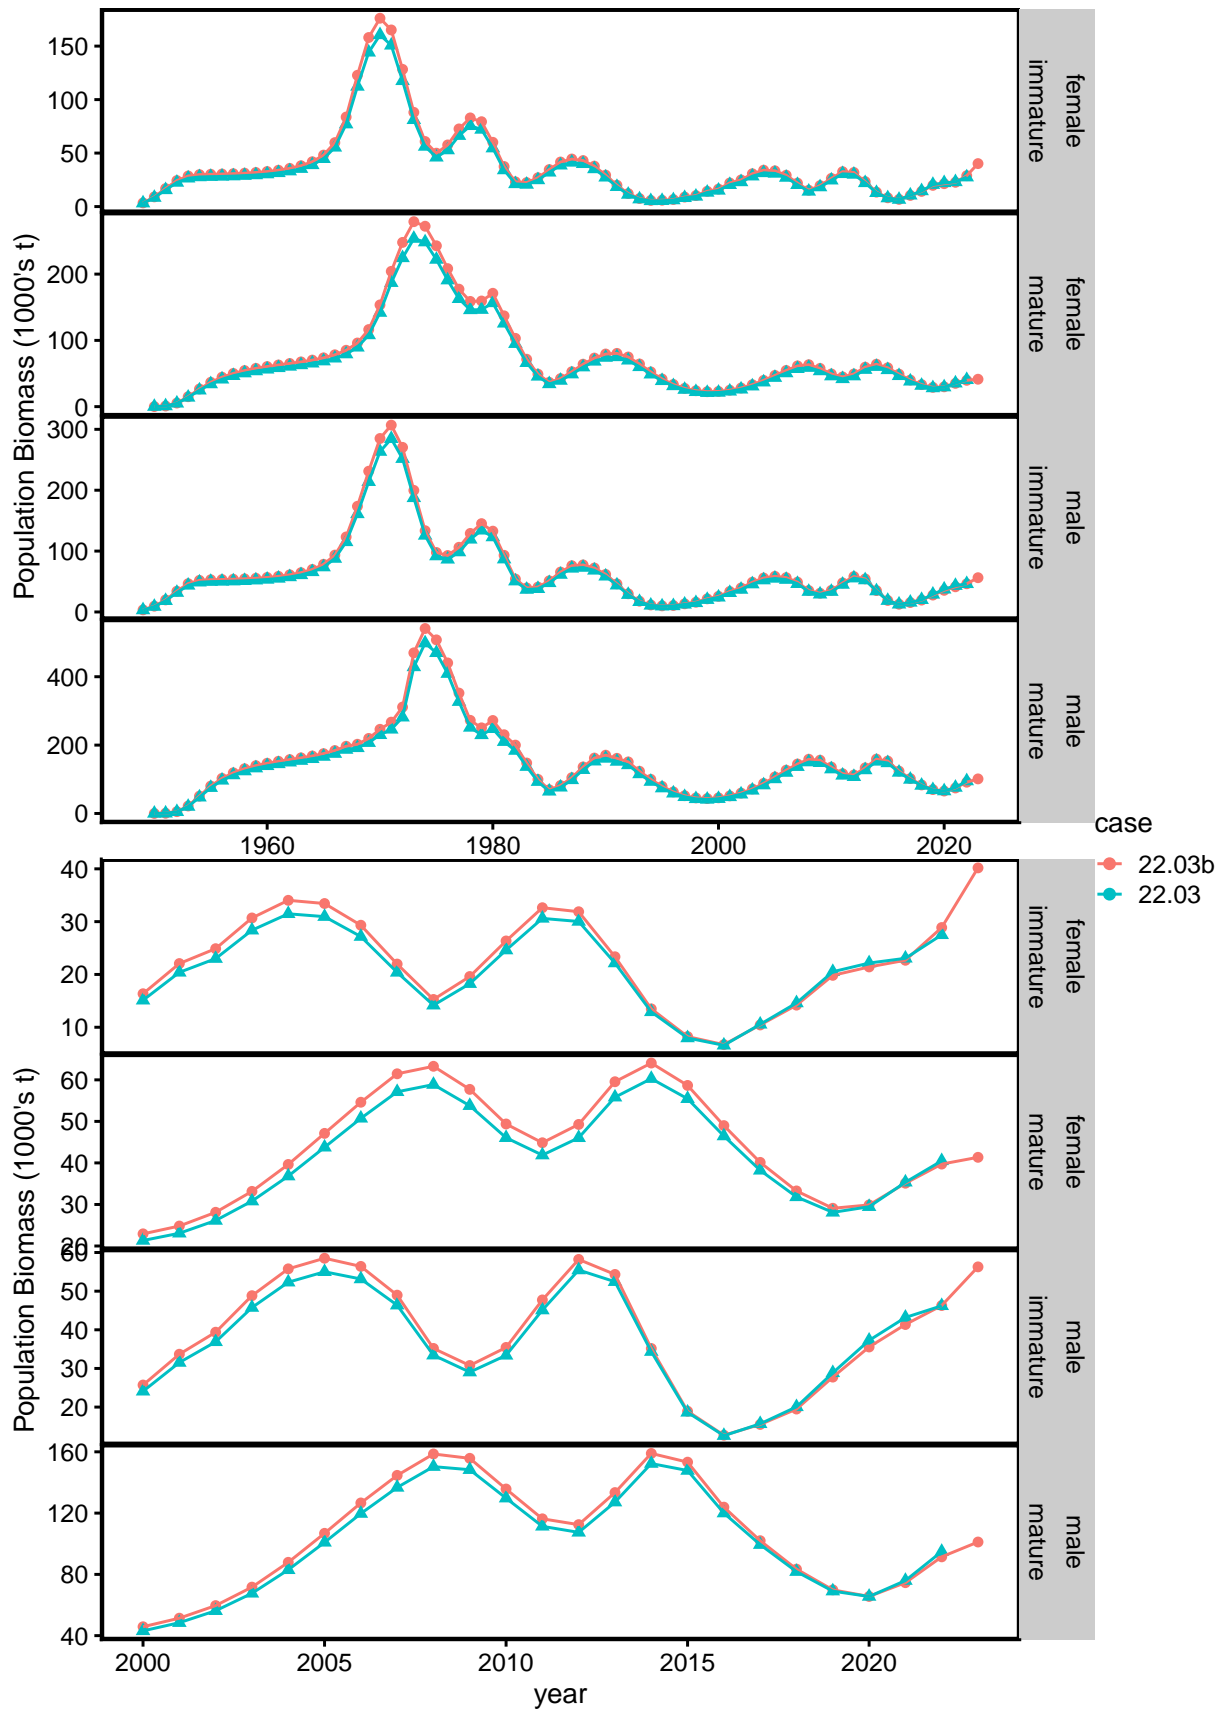 Population Biomass (1000's t)
150
100
50
0
female
immature
200
100
0
female
mature
300
200
100
0
male
immature
400
200
0
male
mature
1960
1980
2000
2020
case
22.03b
22.03
Population Biomass (1000's t)
40
30
20
10
female
immature
60
50
40
30
20
female
mature
60
50
40
30
20
male
immature
160
120
80
40
male
mature
2000
2005
2010
2015
2020
year